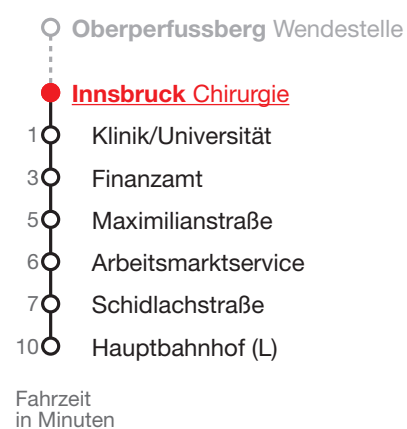 Oberperfussberg Wendestelle
Innsbruck Chirurgie
1 Klinik/Universität
3 Finanzamt
5 Maximilianstraße
6 Arbeitsmarktservice
7 Schidlachstraße
10 Hauptbahnhof (L)
Fahrzeit
in Minuten